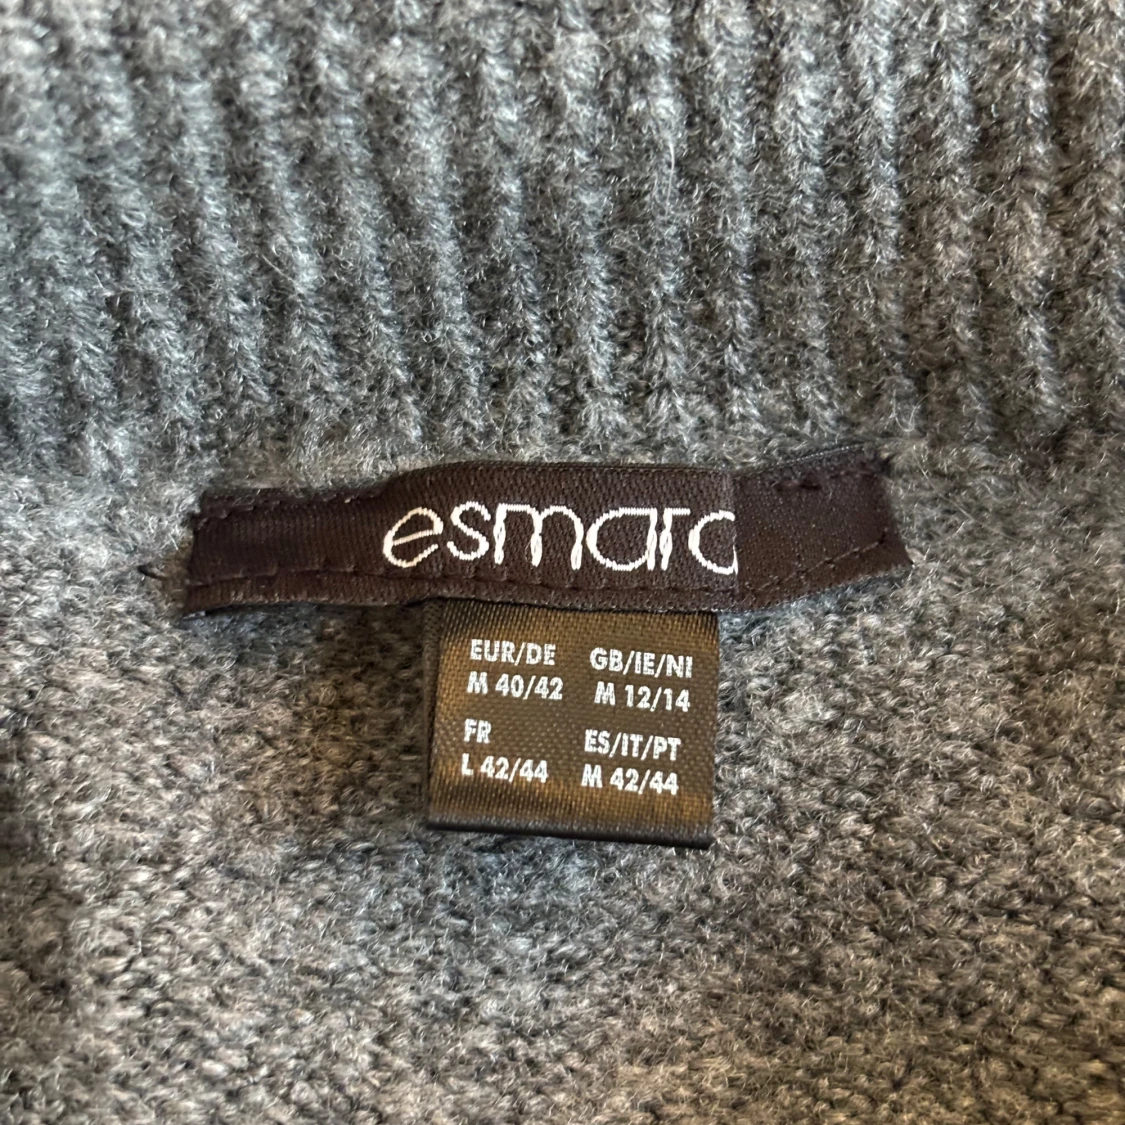 esmara
EUR/DE GB/IE/NI
M 40/42 M 12/14
FR ES/IT/PT
L 42/44 M 42/44